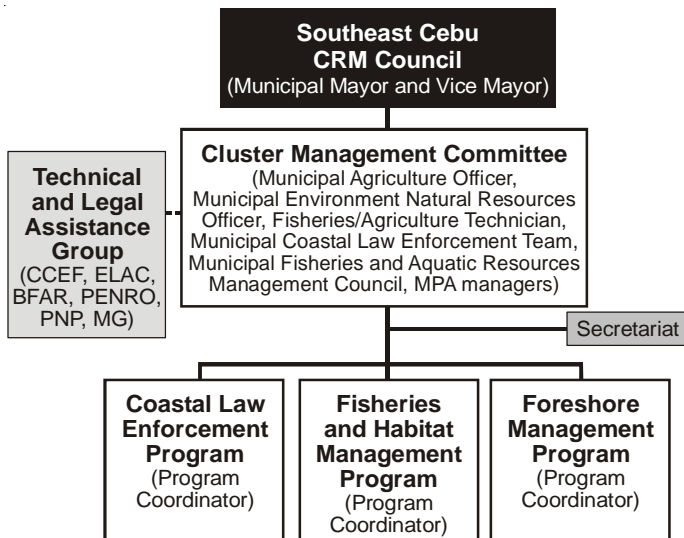 Southeast Cebu
CRM Council
(Municipal Mayor and Vice Mayor)
Cluster Management Committee
(Municipal Agriculture Officer,
Municipal Environment Natural Resources
Officer, Fisheries/Agriculture Technician,
Municipal Coastal Law Enforcement Team,
Municipal Fisheries and Aquatic Resources
Management Council, MPA managers)
Technical
and Legal
Assistance
Group
(CCEF, ELAC,
BFAR, PENRO,
PNP, MG)
Secretariat
Coastal Law
Enforcement
Program
(Program
Coordinator)
Fisheries
and Habitat
Management
Program
(Program
Coordinator)
Foreshore
Management
Program
(Program
Coordinator)